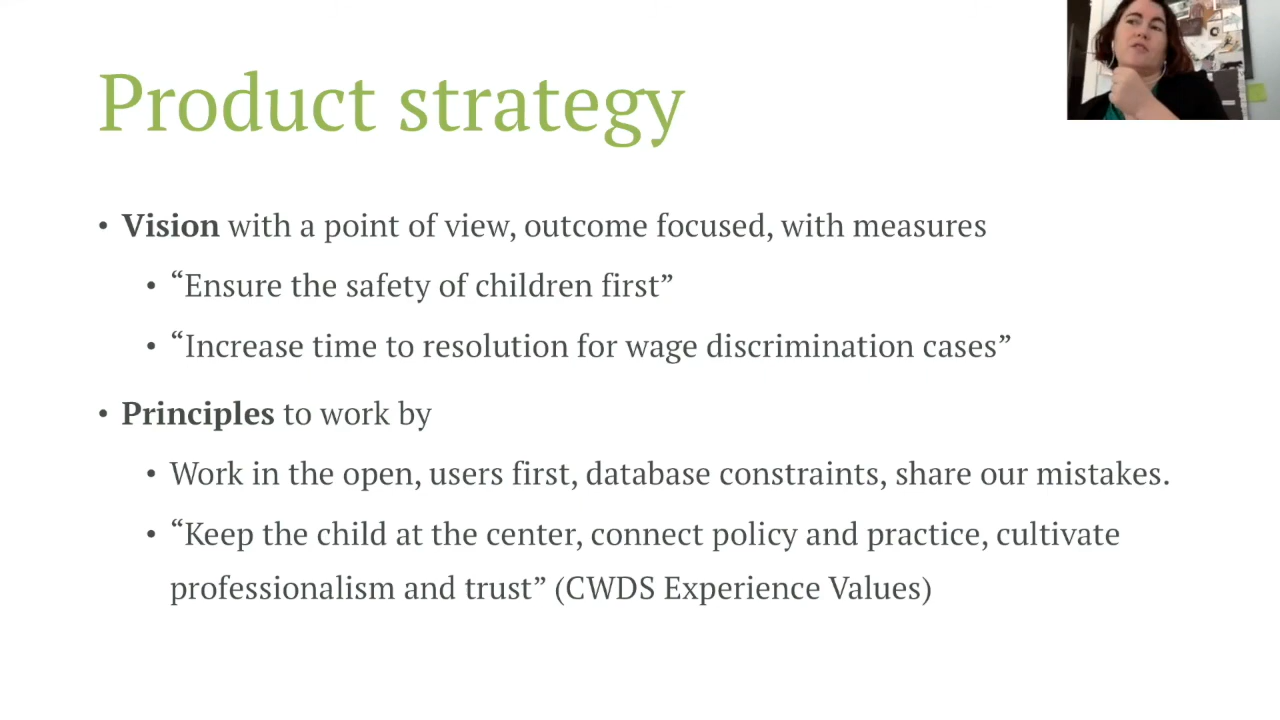 Product strategy
• Vision with a point of view, outcome focused, with measures
• “Ensure the safety of children first”
• “Increase time to resolution for wage discrimination cases”
• Principles to work by
• Work in the open, users first, database constraints, share our mistakes.
• “Keep the child at the center, connect policy and practice, cultivate
professionalism and trust” (CWDS Experience Values)